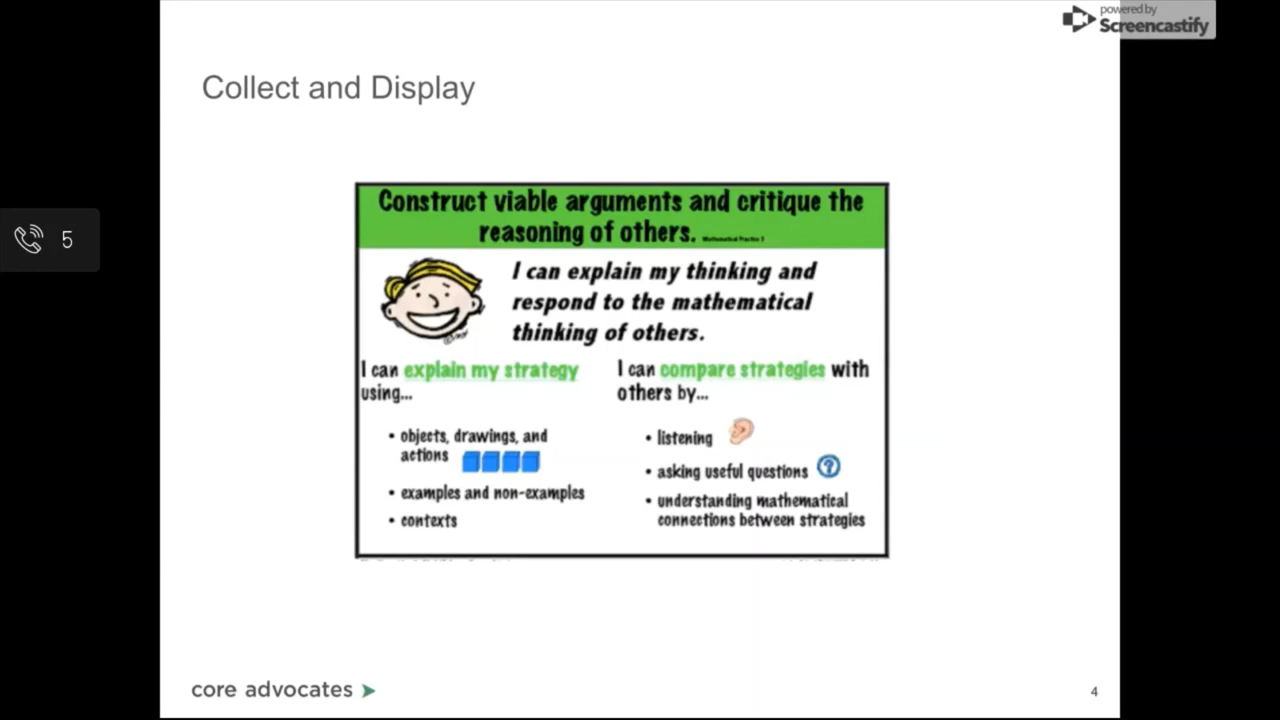 powered by
Screencastify
Collect and Display
5
Construct viable arguments and critique the
reasoning of others. Mathematical Practice 3
I can explain my thinking and
respond to the mathematical
thinking of others.
I can explain my strategy
using...
• objects, drawings, and
actions
• examples and non-examples
• contexts
I can compare strategies with
others by...
• listening
• asking useful questions
?
• understanding mathematical
connections between strategies
core advocates
4